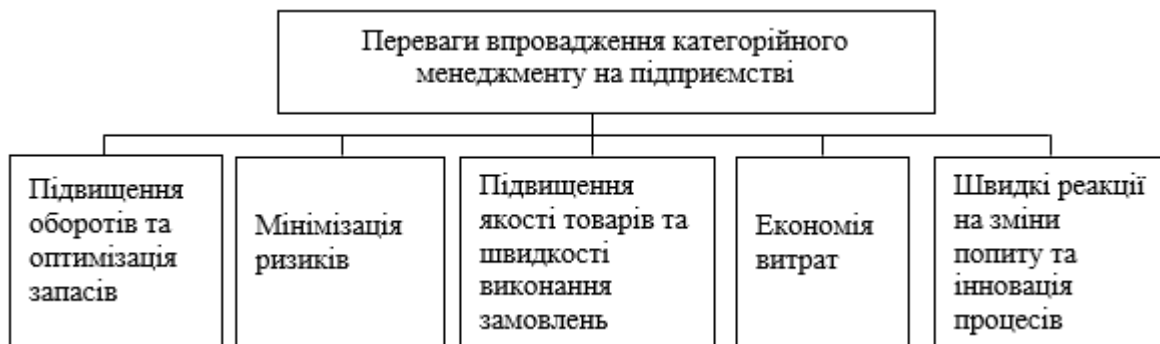 Переваги впровадження категорійного
менеджменту на підприємстві
Підвищення
оборотів та
оптимізація
запасів
Мінімізація
ризиків
Підвищення
якості товарів та
швидкості
виконання
замовлень
Економія
витрат
Швидкі реакції
на зміни
попиту та
інновація
процесів